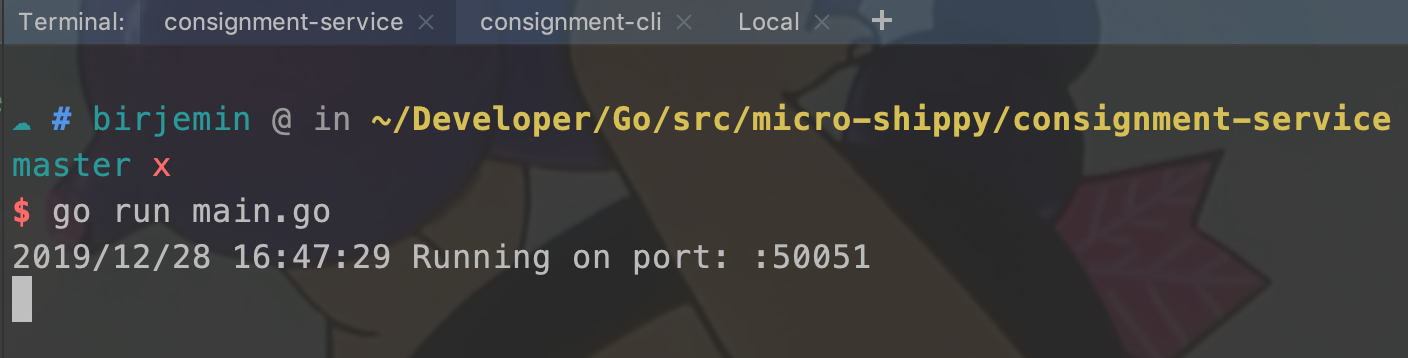 Terminal: consignment-service × consignment-cli × Local × +
☁ # birjemin @ in ~/Developer/Go/src/micro-shippy/consignment-service
master x
$ go run main.go
2019/12/28 16:47:29 Running on port: :50051